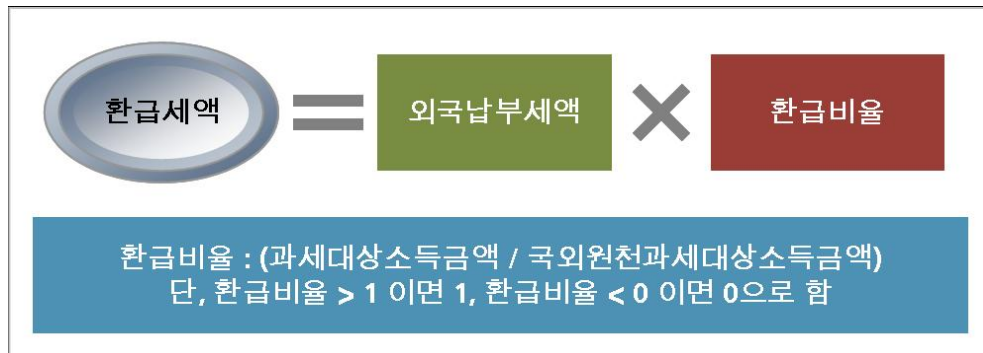 환급세액 = 외국납부세액 × 환급비율
환급비율 : (과세대상소득금액 / 국외원천과세대상소득금액)
단, 환급비율 > 1 이면 1, 환급비율 < 0 이면 0으로 함